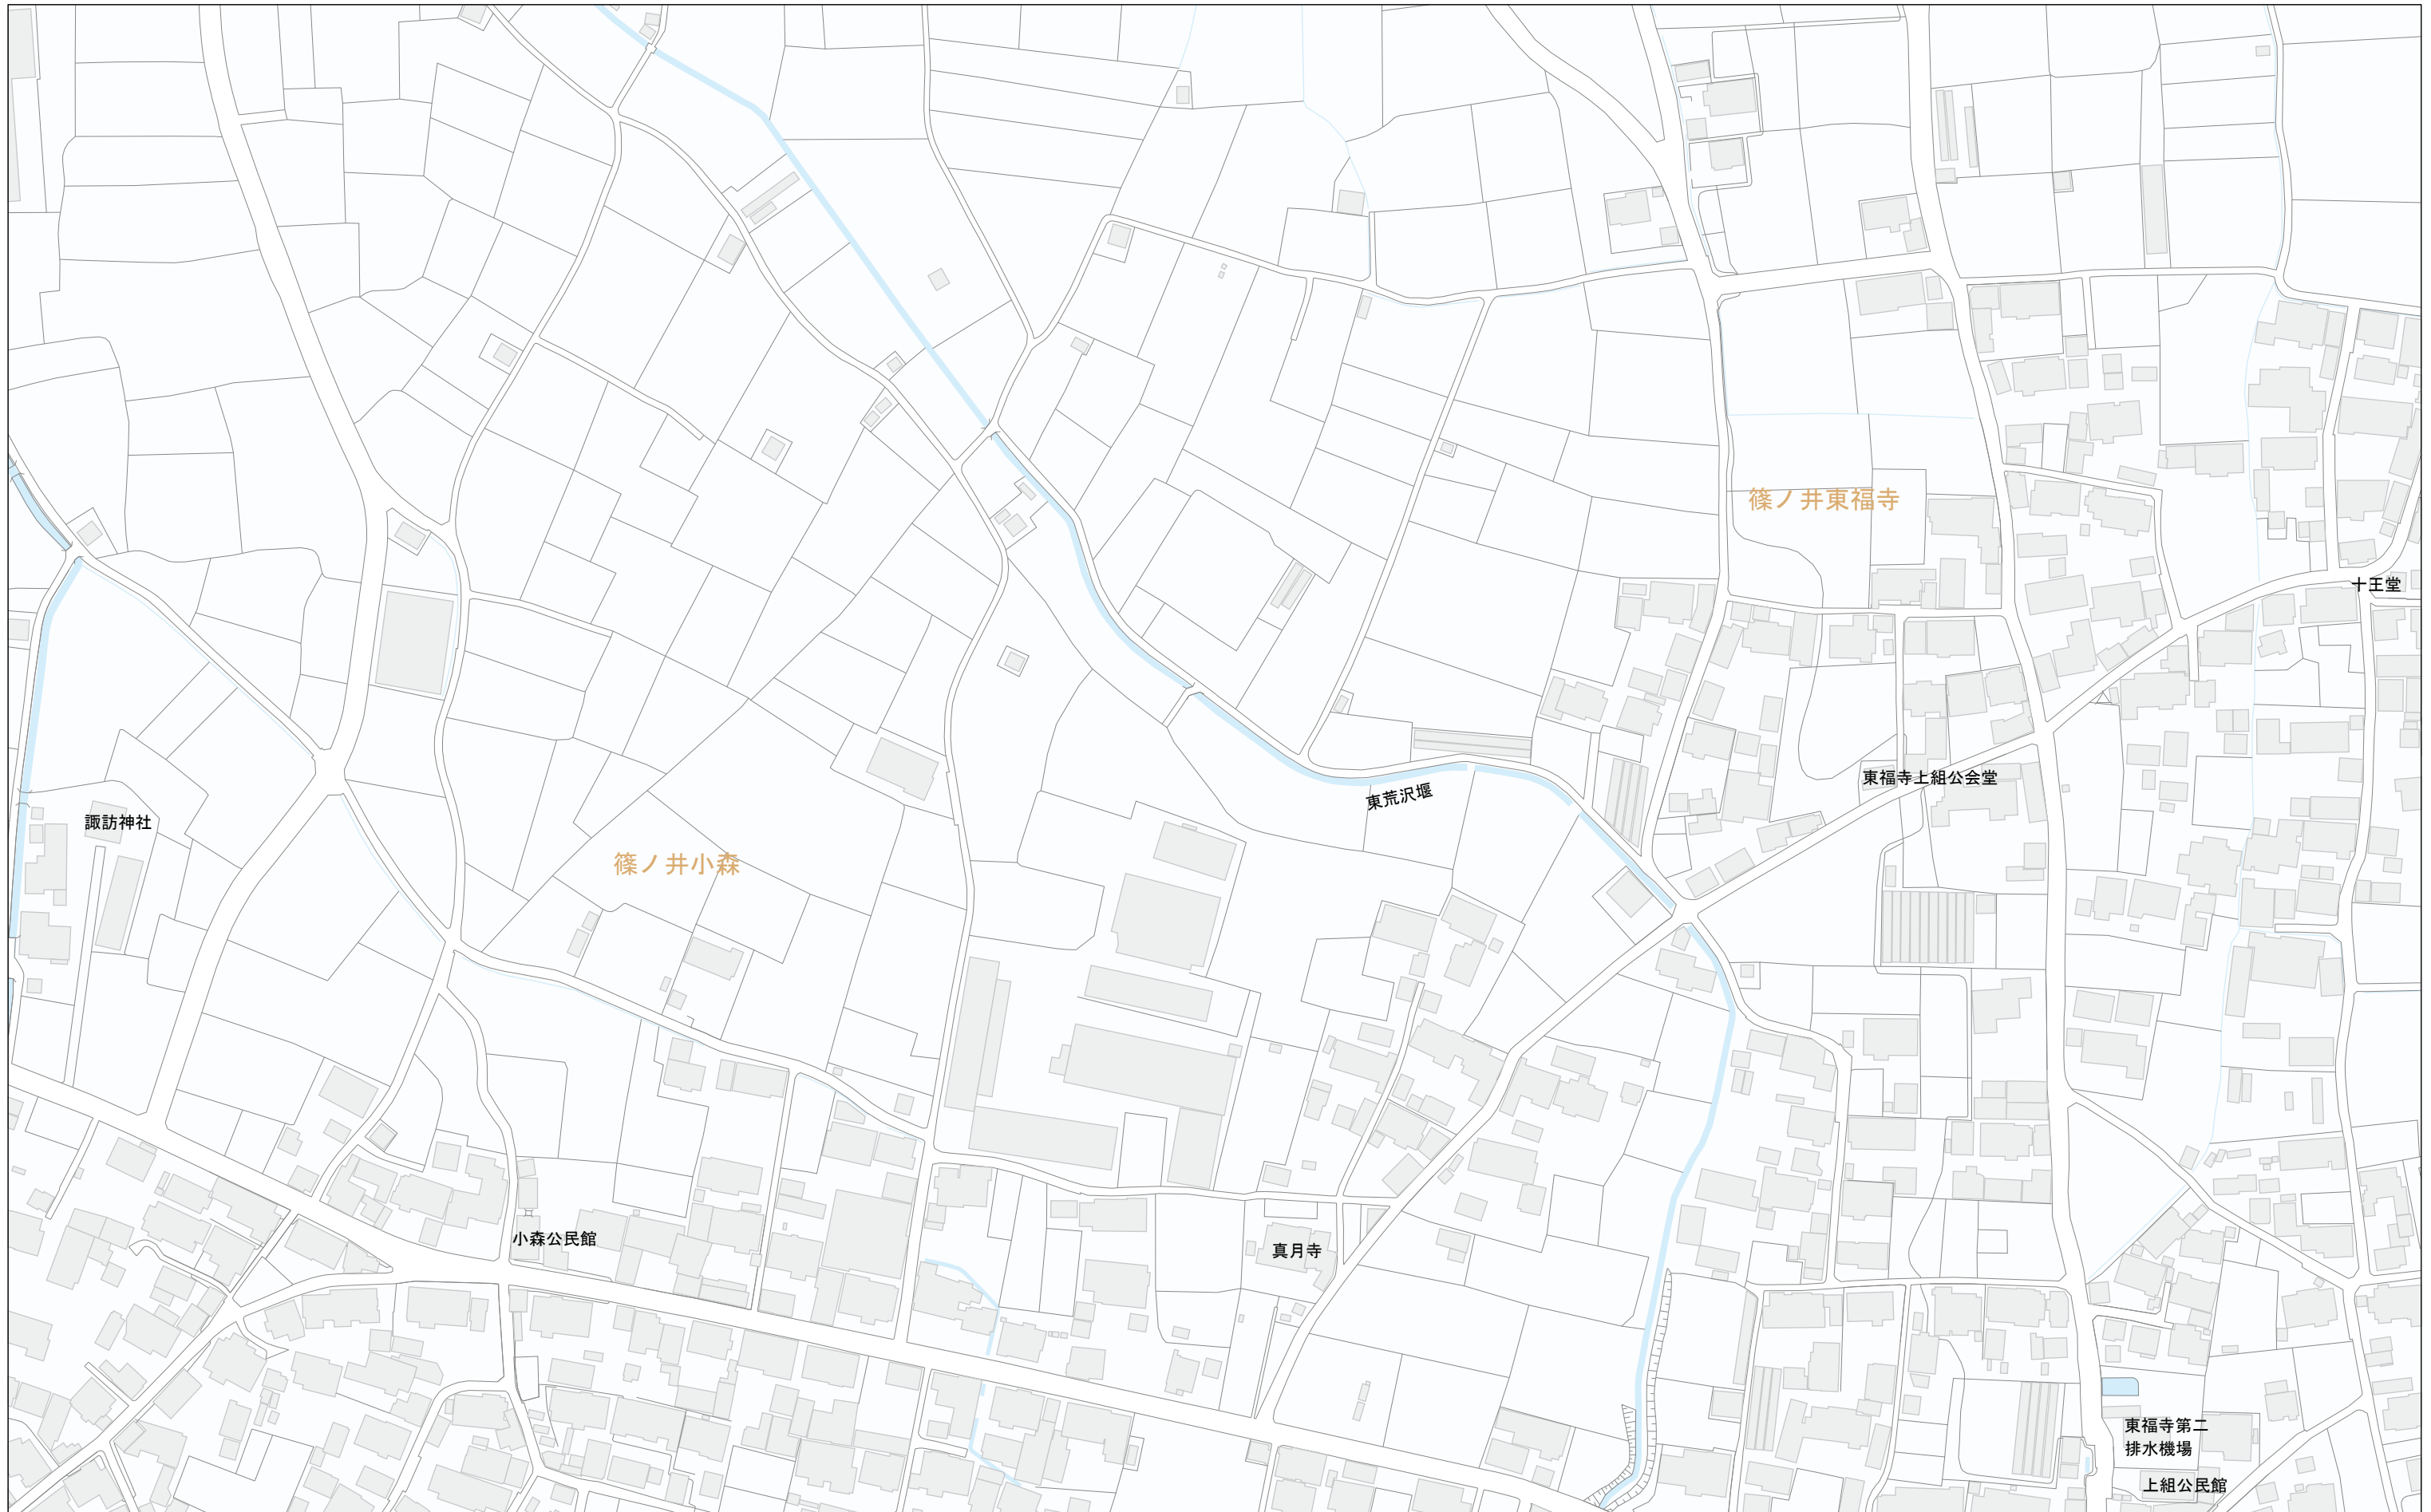 篠ノ井東福寺
十王堂
東福寺上組公会堂
東荒沢堰
諏訪神社
篠ノ井小森
小森公民館
真月寺
東福寺第二
排水機場
上組公民館